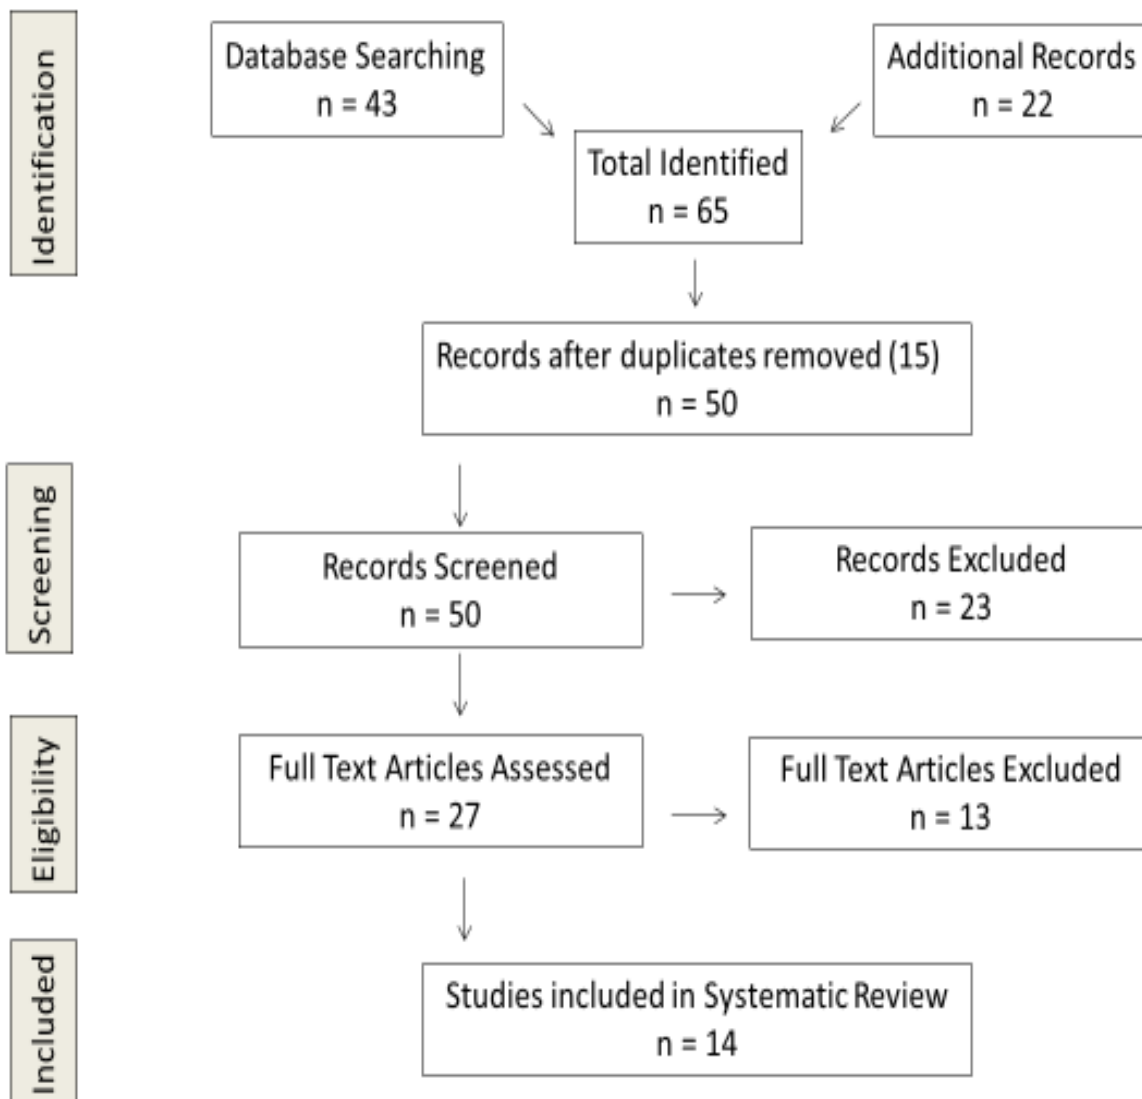 Identification
Database Searching
n = 43
Additional Records
n = 22
Total Identified
n = 65
Records after duplicates removed (15)
n = 50
Screening
Records Screened
n = 50
Records Excluded
n = 23
Eligibility
Full Text Articles Assessed
n = 27
Full Text Articles Excluded
n = 13
Included
Studies included in Systematic Review
n = 14